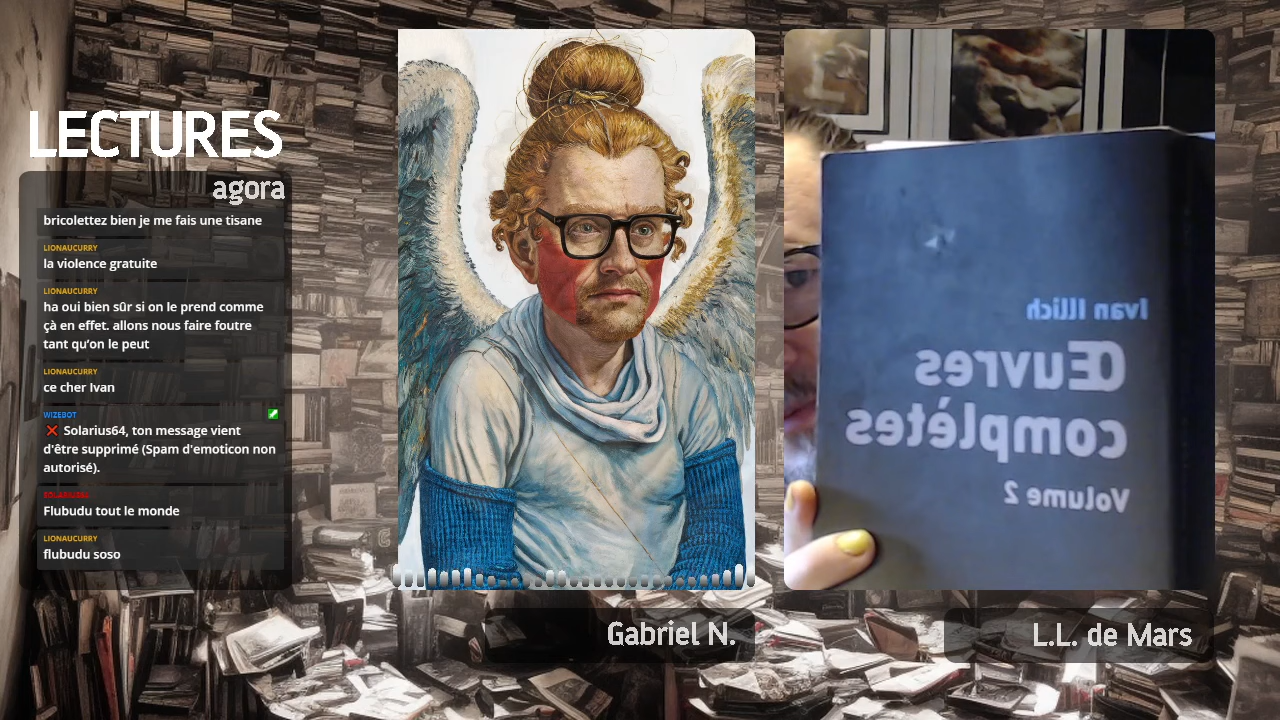 LECTURES
agora
bricolettez bien je me fais une tisane
LIONAUCURRY
la violence gratuite
LIONAUCURRY
ha oui bien sûr si on le prend comme
çà en effet. allons nous faire foutre
tant qu'on le peut
LIONAUCURRY
ce cher Ivan
WIZEBOT
❌ Solarius64, ton message vient
d'être supprimé (Spam d'emoticon non
autorisé).
Flubudu tout le monde
LIONAUCURRY
flubudu soso
Ivan Illich
Œuvres
complètes
Volume 2
Gabriel N.
L.L. de Mars